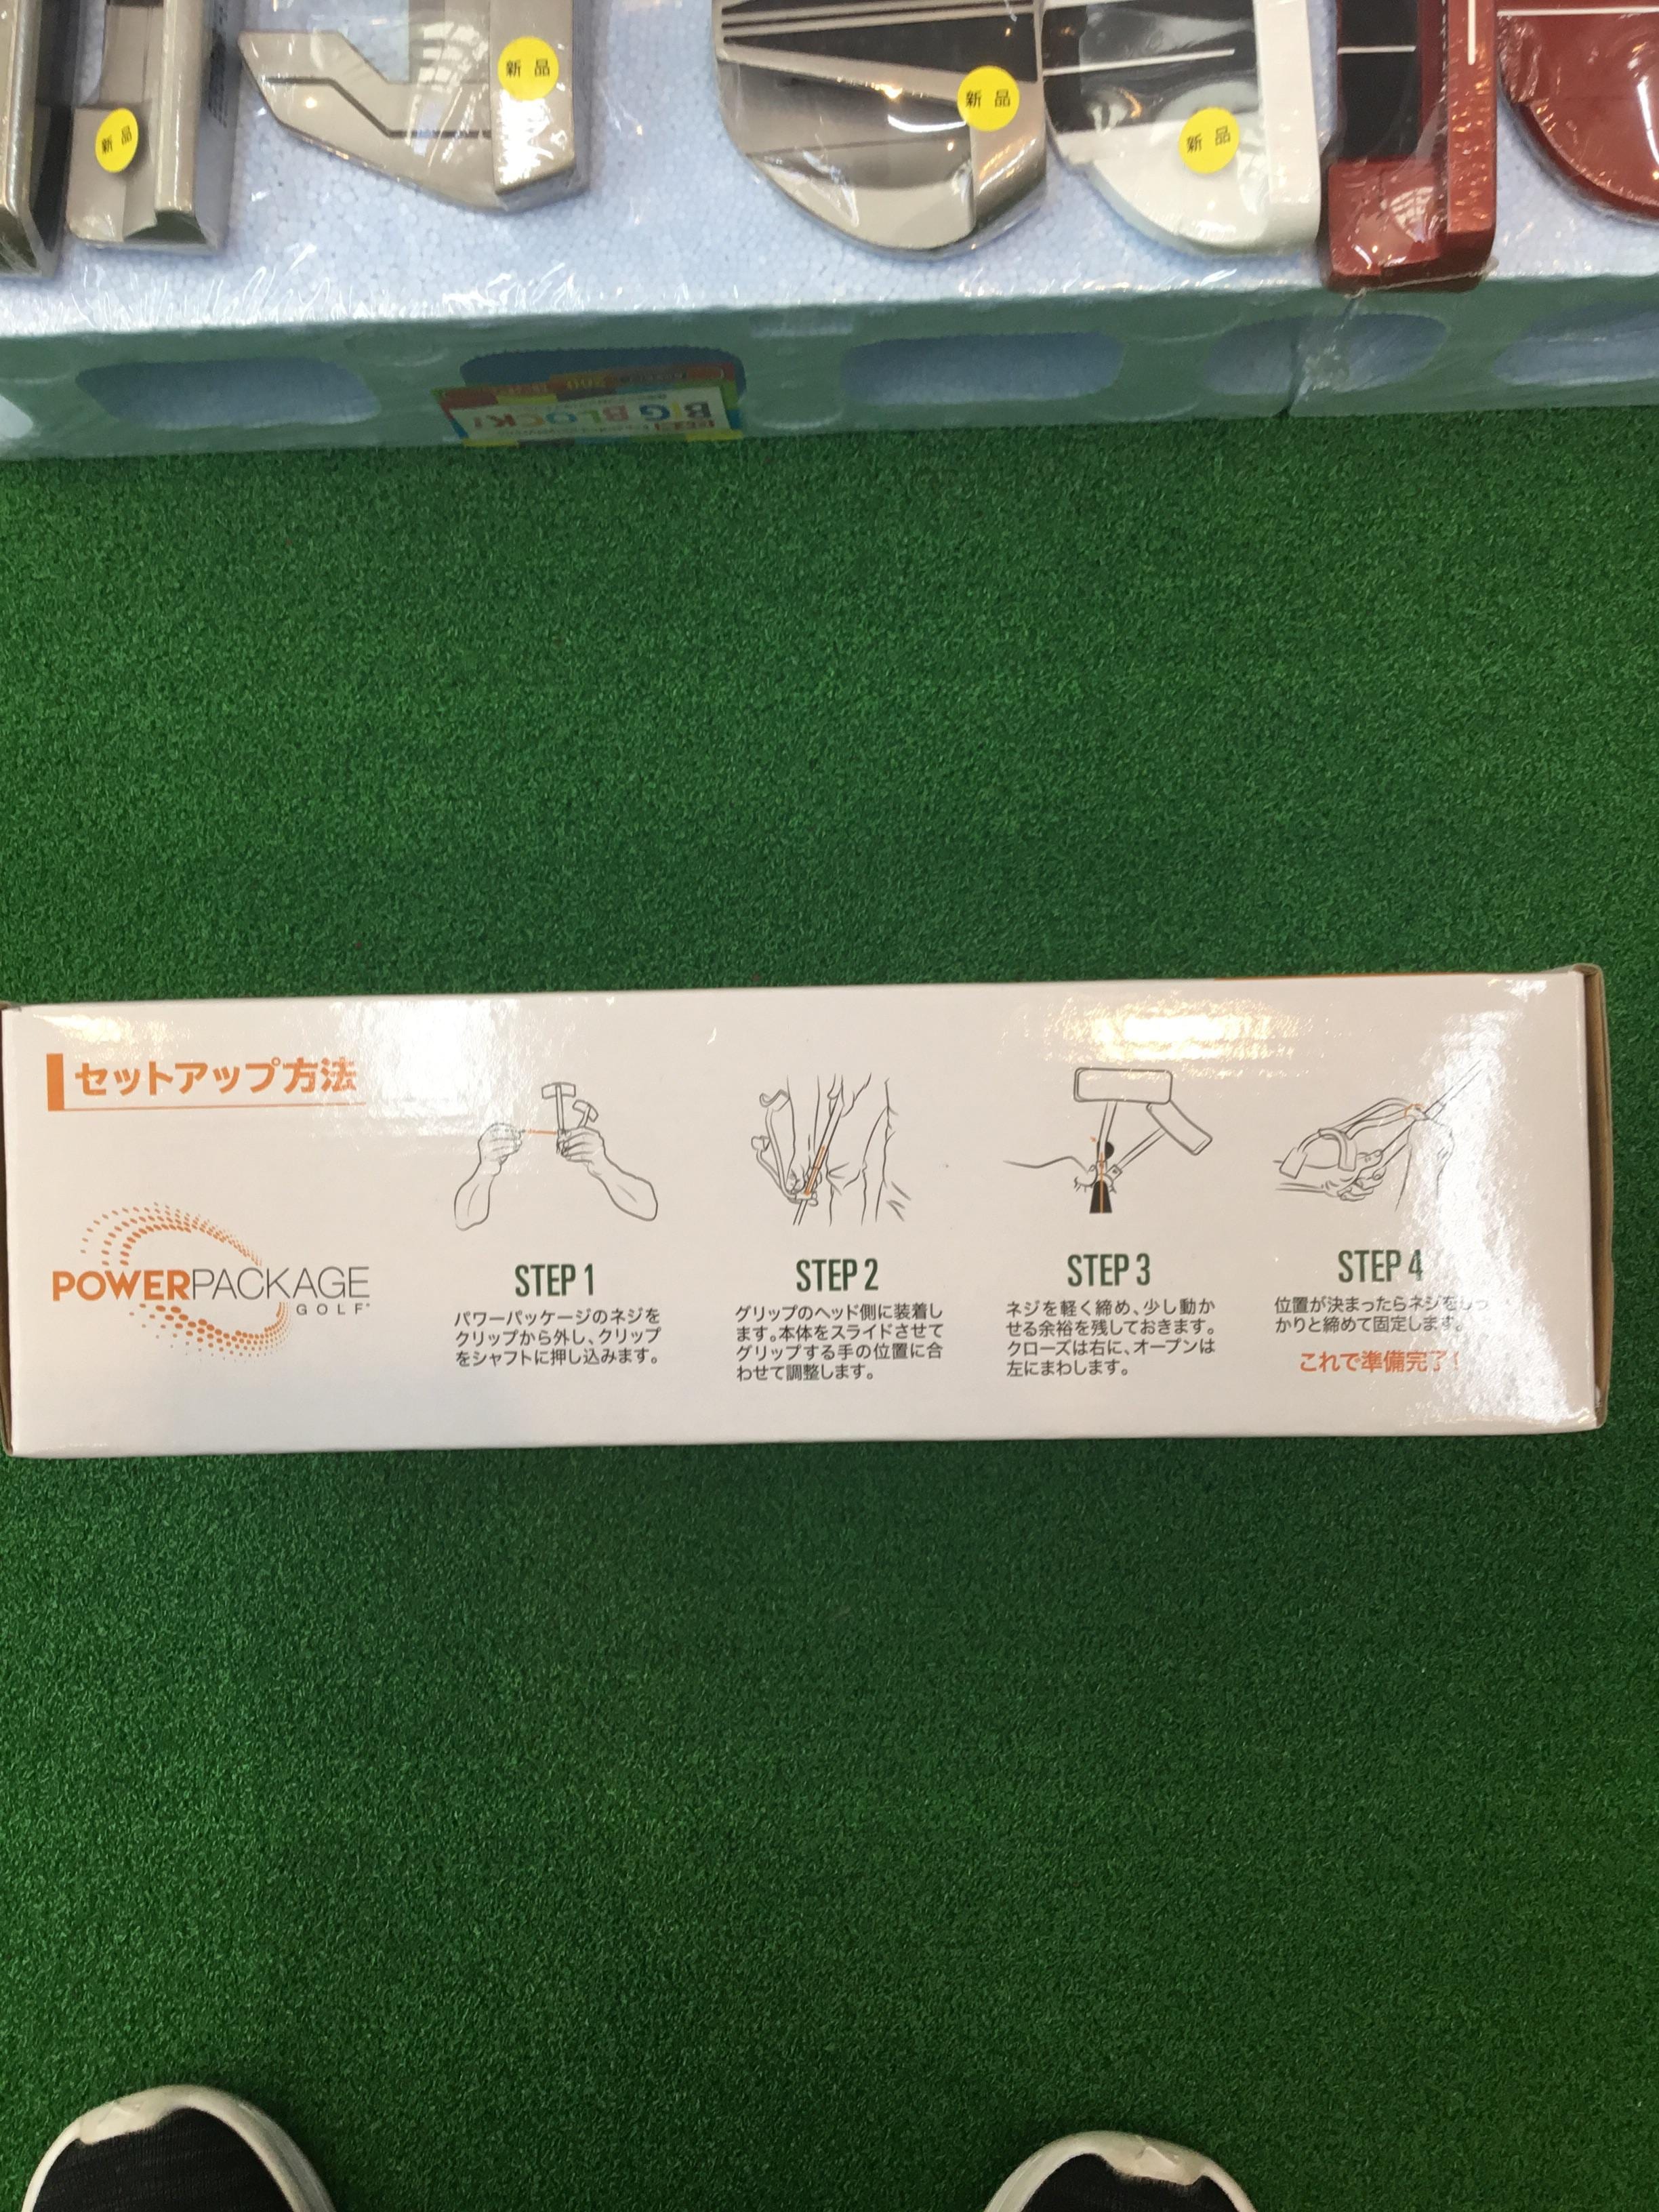 新品
新品
新品
新品
BIG BLOCK!
セットアップ方法
POWERPACKAGE
GOLF
STEP 1
パワーパッケージのネジを
クリップから外し、クリップ
をシャフトに押し込みます。
STEP 2
グリップのヘッド側に装着し
ます。本体をスライドさせて
グリップする手の位置に合
わせて調整します。
STEP 3
ネジを軽く締め、少し動か
せる余裕を残しておきます。
クローズは右に、オープンは
左にまわします。
STEP 4
位置が決まったらネジをしっ
かりと締めて固定します。
これで準備完了!